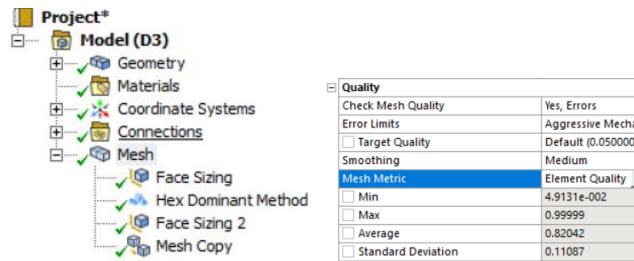 Project*
Model (D3)
Geometry
Materials
Coordinate Systems
Connections
Mesh
Face Sizing
Hex Dominant Method
Face Sizing 2
Mesh Copy
Quality
Check Mesh Quality Yes, Errors
Error Limits Aggressive Mecha
Target Quality Default (0.050000
Smoothing Medium
Mesh Metric Element Quality
Min 4.9131e-002
Max 0.99999
Average 0.82042
Standard Deviation 0.11087